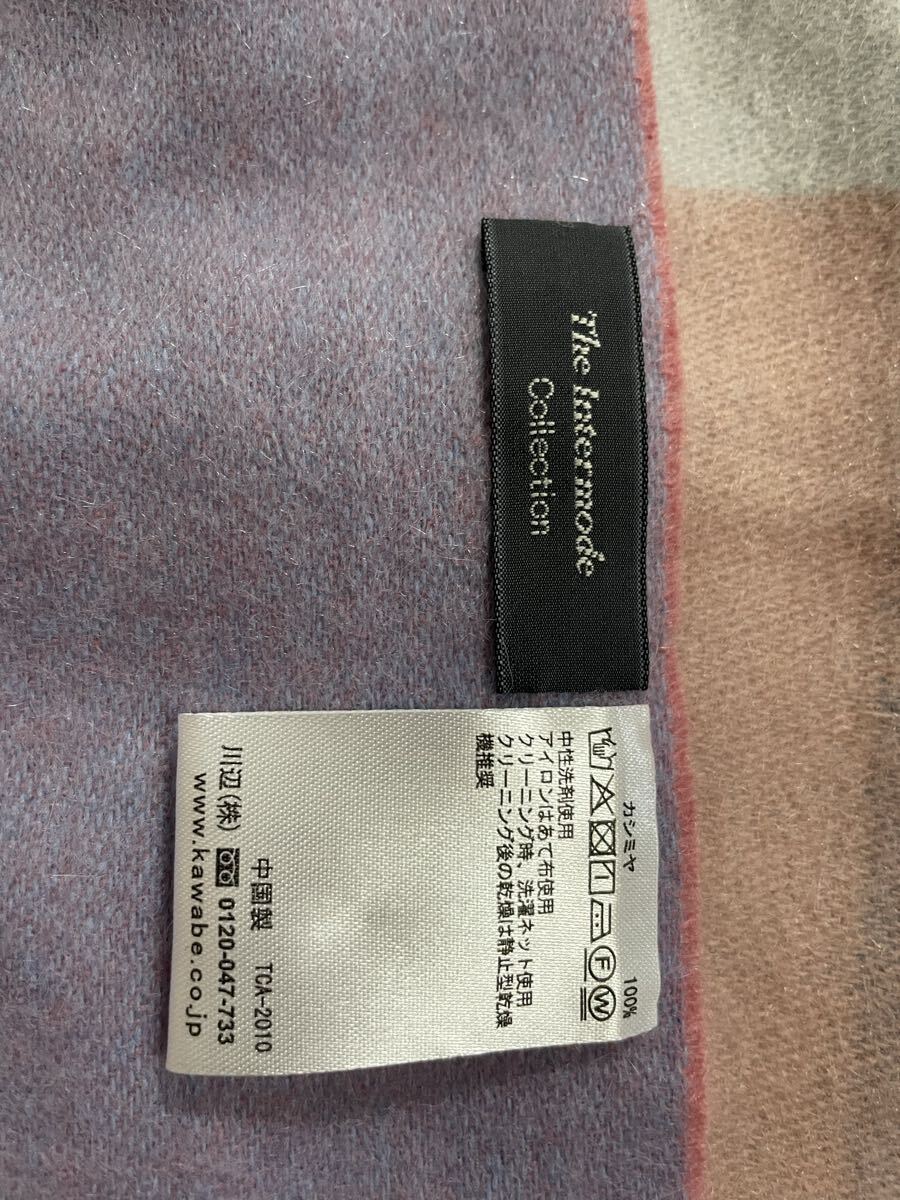 The Intermode
Collection
カシミヤ 100%
中性洗剤使用
アイロンはあて布使用
クリーニング時、洗濯ネット使用
クリーニング後の乾燥は静止型乾燥
機推奨
中国製 TCA-2010
川辺(株) 0120-047-733
www.kawabe.co.jp